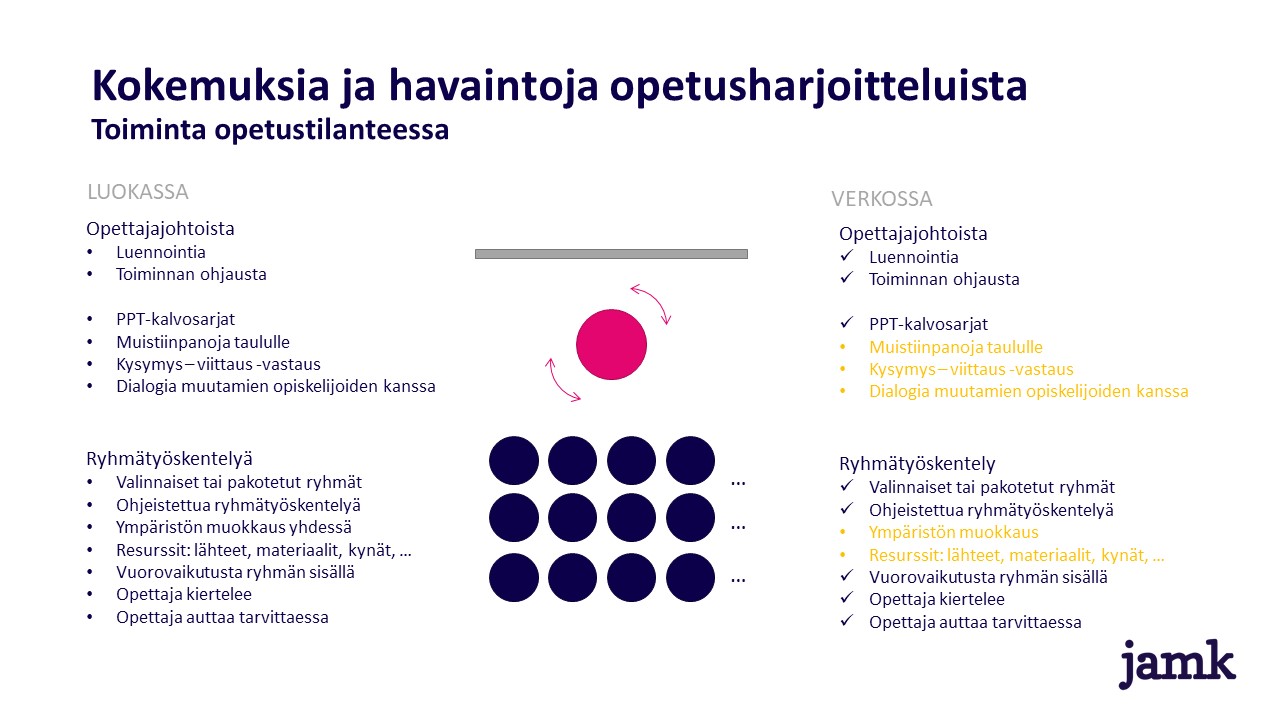 Kokemuksia ja havaintoja opetusharjoitteluista
Toiminta opetustilanteessa
LUOKASSA
Opettajajohtoista
• Luennointia
• Toiminnan ohjausta
• PPT-kalvosarjat
• Muistiinpanoja taululle
• Kysymys – viittaus -vastaus
• Dialogia muutamien opiskelijoiden kanssa
Ryhmätyöskentelyä
• Valinnaiset tai pakotetut ryhmät
• Ohjeistettua ryhmätyöskentelyä
• Ympäristön muokkaus yhdessä
• Resurssit: lähteet, materiaalit, kynät, …
• Vuorovaikutusta ryhmän sisällä
• Opettaja kiertelee
• Opettaja auttaa tarvittaessa
…
…
…
VERKOSSA
Opettajajohtoista
✓ Luennointia
✓ Toiminnan ohjausta
✓ PPT-kalvosarjat
• Muistiinpanoja taululle
• Kysymys – viittaus -vastaus
• Dialogia muutamien opiskelijoiden kanssa
Ryhmätyöskentely
✓ Valinnaiset tai pakotetut ryhmät
✓ Ohjeistettua ryhmätyöskentelyä
• Ympäristön muokkaus
• Resurssit: lähteet, materiaalit, kynät, …
✓ Vuorovaikutusta ryhmän sisällä
✓ Opettaja kiertelee
✓ Opettaja auttaa tarvittaessa
jamk